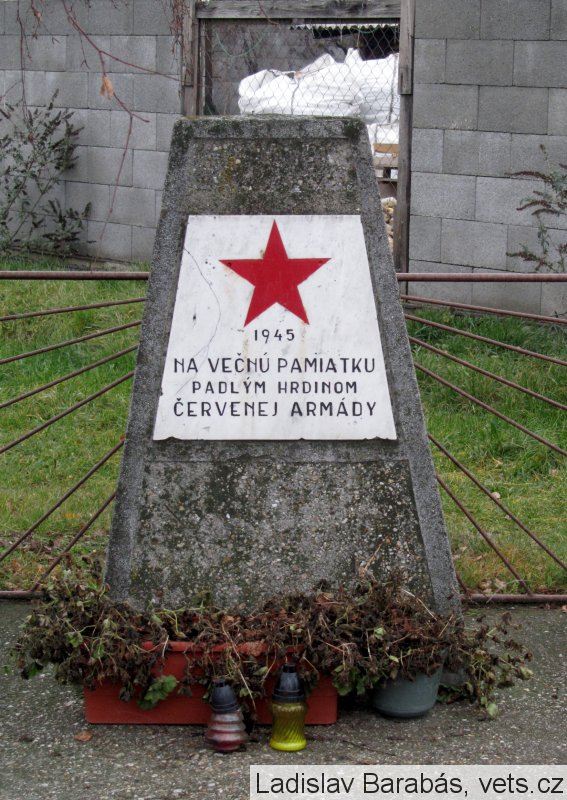 1945
NA VEČNÚ PAMIATKU
PADLÝM HRDINOM
ČERVENEJ ARMÁDY
Ladislav Barabás, vets.cz